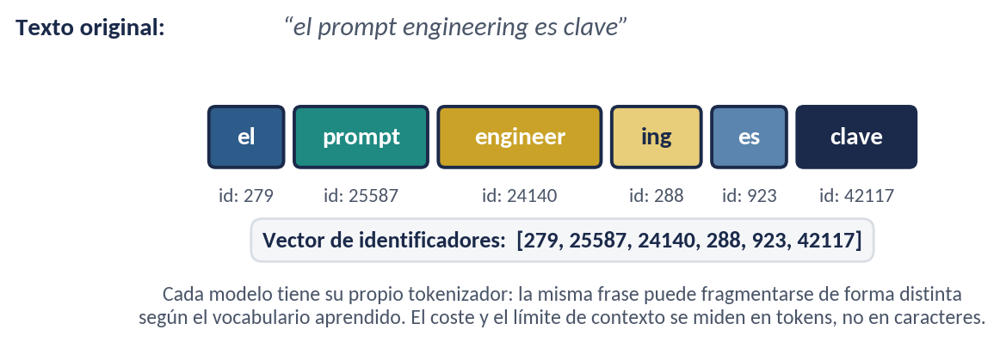 Texto original: “el prompt engineering es clave”
el prompt engineer ing es clave
id: 279 id: 25587 id: 24140 id: 288 id: 923 id: 42117
Vector de identificadores: [279, 25587, 24140, 288, 923, 42117]
Cada modelo tiene su propio tokenizador: la misma frase puede fragmentarse de forma distinta
según el vocabulario aprendido. El coste y el límite de contexto se miden en tokens, no en caracteres.